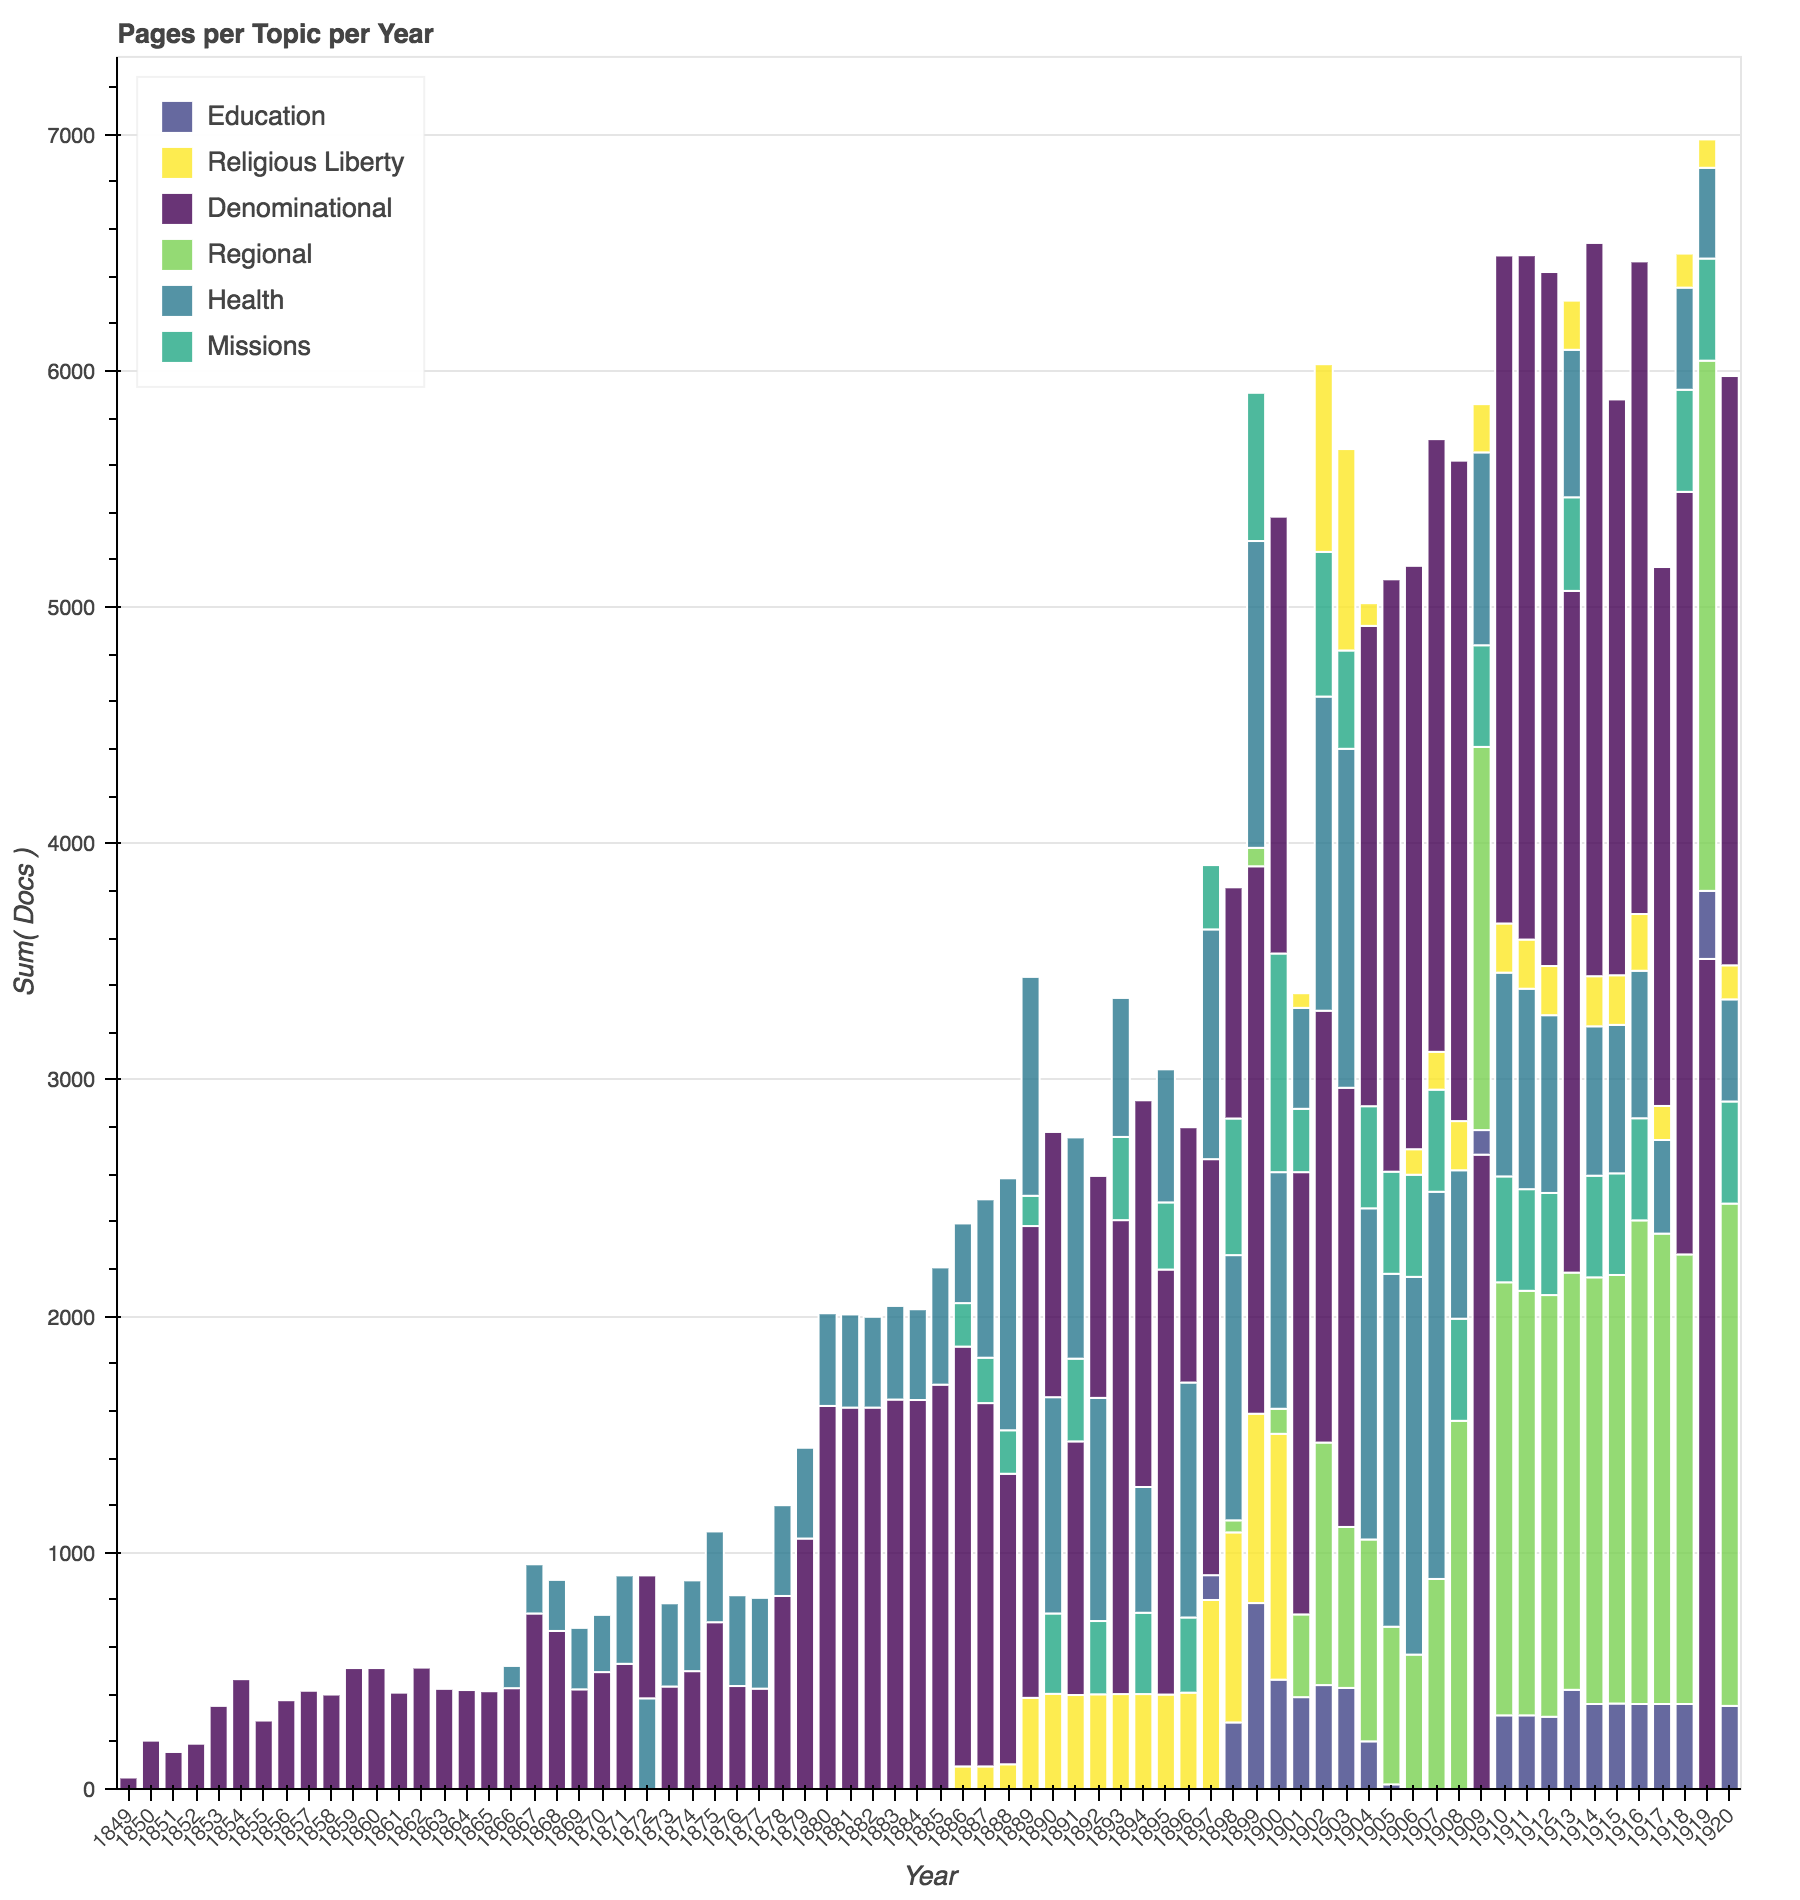 Pages per Topic per Year
Education
Religious Liberty
Denominational
Regional
Health
Missions
7000
6000
5000
4000
3000
2000
1000
0
Sum( Docs )
1849 1850 1851 1852 1853 1854 1855 1856 1857 1858 1859 1860 1861 1862 1863 1864 1865 1866 1867 1868 1869 1870 1871 1872 1873 1874 1875 1876 1877 1878 1879 1880 1881 1882 1883 1884 1885 1886 1887 1888 1889 1890 1891 1892 1893 1894 1895 1896 1897 1898 1899 1900 1901 1902 1903 1904 1905 1906 1907 1908 1909 1910 1911 1912 1913 1914 1915 1916 1917 1918 1919 1920
Year